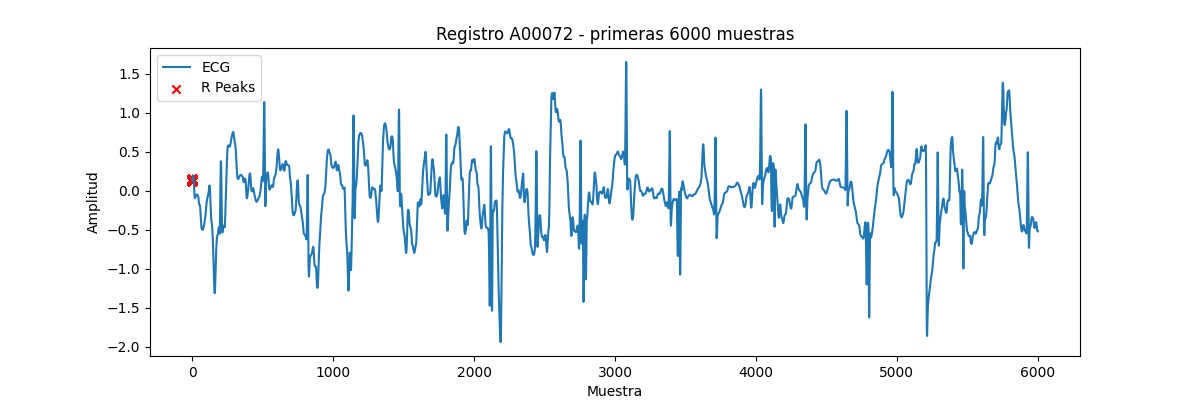 Registro A00072 - primeras 6000 muestras
ECG
R Peaks
1.5
1.0
0.5
0.0
−0.5
−1.0
−1.5
−2.0
Amplitud
0 1000 2000 3000 4000 5000 6000
Muestra